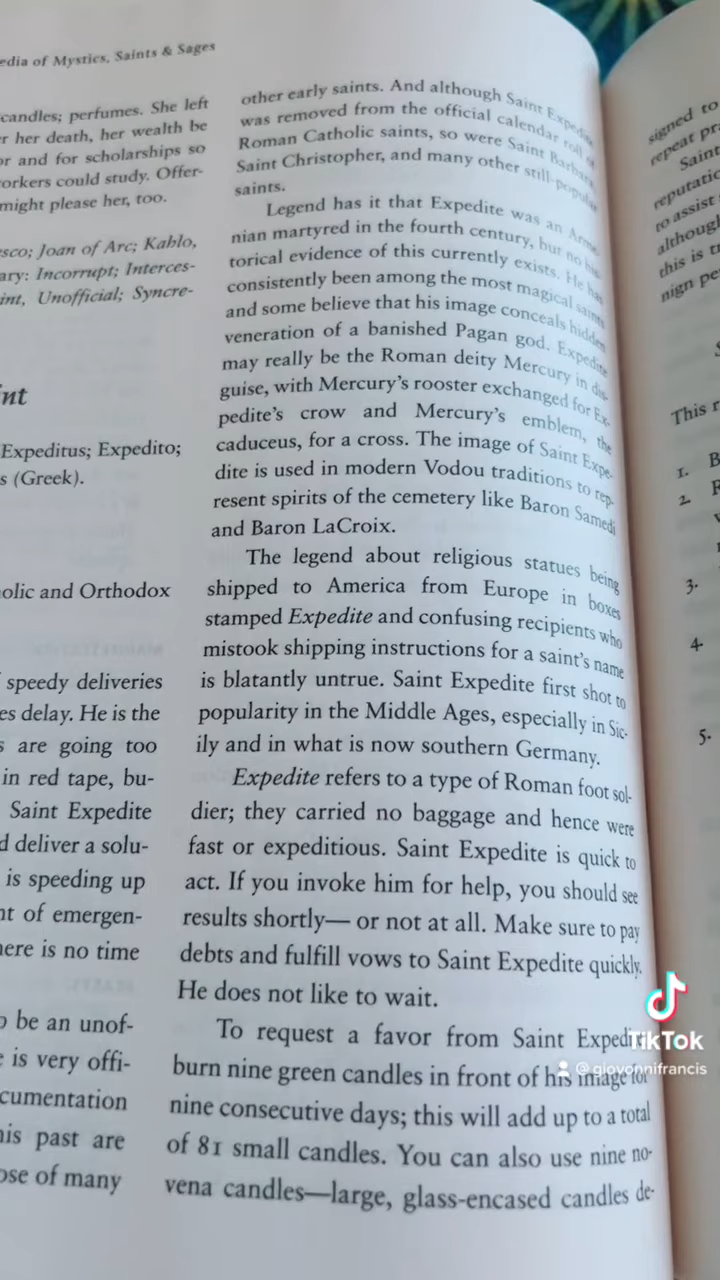 edia of Mystics, Saints & Sages
candles; perfumes. She left
r her death, her wealth be
or and for scholarships so
orkers could study. Offer-
might please her, too.
esco; Joan of Arc; Kahlo,
ary: Incorrupt; Interces-
int, Unofficial; Syncre-
int
Expeditus; Expedito;
s (Greek).
olic and Orthodox
speedy deliveries
es delay. He is the
s are going too
in red tape, bu-
Saint Expedite
d deliver a solu-
is speeding up
nt of emergen-
here is no time
o be an unof-
e is very offi-
cumentation
his past are
ose of many
other early saints. And although Saint Expedite
was removed from the official calendar roll of
Roman Catholic saints, so were Saint Barbara,
Saint Christopher, and many other still-popular
saints.
Legend has it that Expedite was an Arme-
nian martyred in the fourth century, but no his-
torical evidence of this currently exists. He has
consistently been among the most magical saints
and some believe that his image conceals hidden
veneration of a banished Pagan god. Expedite
may really be the Roman deity Mercury in dis-
guise, with Mercury's rooster exchanged for Ex-
pedite's crow and Mercury's emblem, the
caduceus, for a cross. The image of Saint Expe-
dite is used in modern Vodou traditions to rep-
resent spirits of the cemetery like Baron Samedi
and Baron LaCroix.
The legend about religious statues being
shipped to America from Europe in boxes
stamped Expedite and confusing recipients who
mistook shipping instructions for a saint's name
is blatantly untrue. Saint Expedite first shot to
popularity in the Middle Ages, especially in Sic-
ily and in what is now southern Germany.
Expedite refers to a type of Roman foot sol-
dier; they carried no baggage and hence were
fast or expeditious. Saint Expedite is quick to
act. If you invoke him for help, you should see
results shortly— or not at all. Make sure to pay
debts and fulfill vows to Saint Expedite quickly.
He does not like to wait.
To request a favor from Saint Expedite
burn nine green candles in front of his image for
nine consecutive days; this will add up to a total
of 81 small candles. You can also use nine no-
vena candles—large, glass-encased candles de-
signed to
repeat pra
Saint
reputatio
to assist
although
this is t
nign pe
S
This r
1. B
2. F
3.
4.
5.
TikTok
@giovonnifrancis